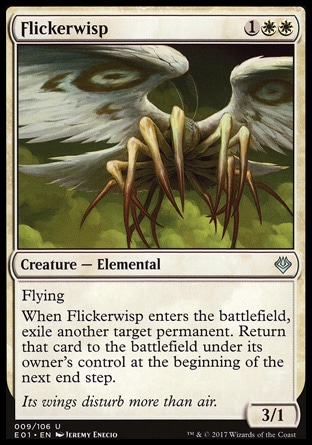 Flickerwisp 1
Creature — Elemental
Flying
When Flickerwisp enters the battlefield,
exile another target permanent. Return
that card to the battlefield under its
owner's control at the beginning of the
next end step.
Its wings disturb more than air.
3/1
009/106 U
E01 • EN Jeremy Enecio
™ & © 2017 Wizards of the Coast